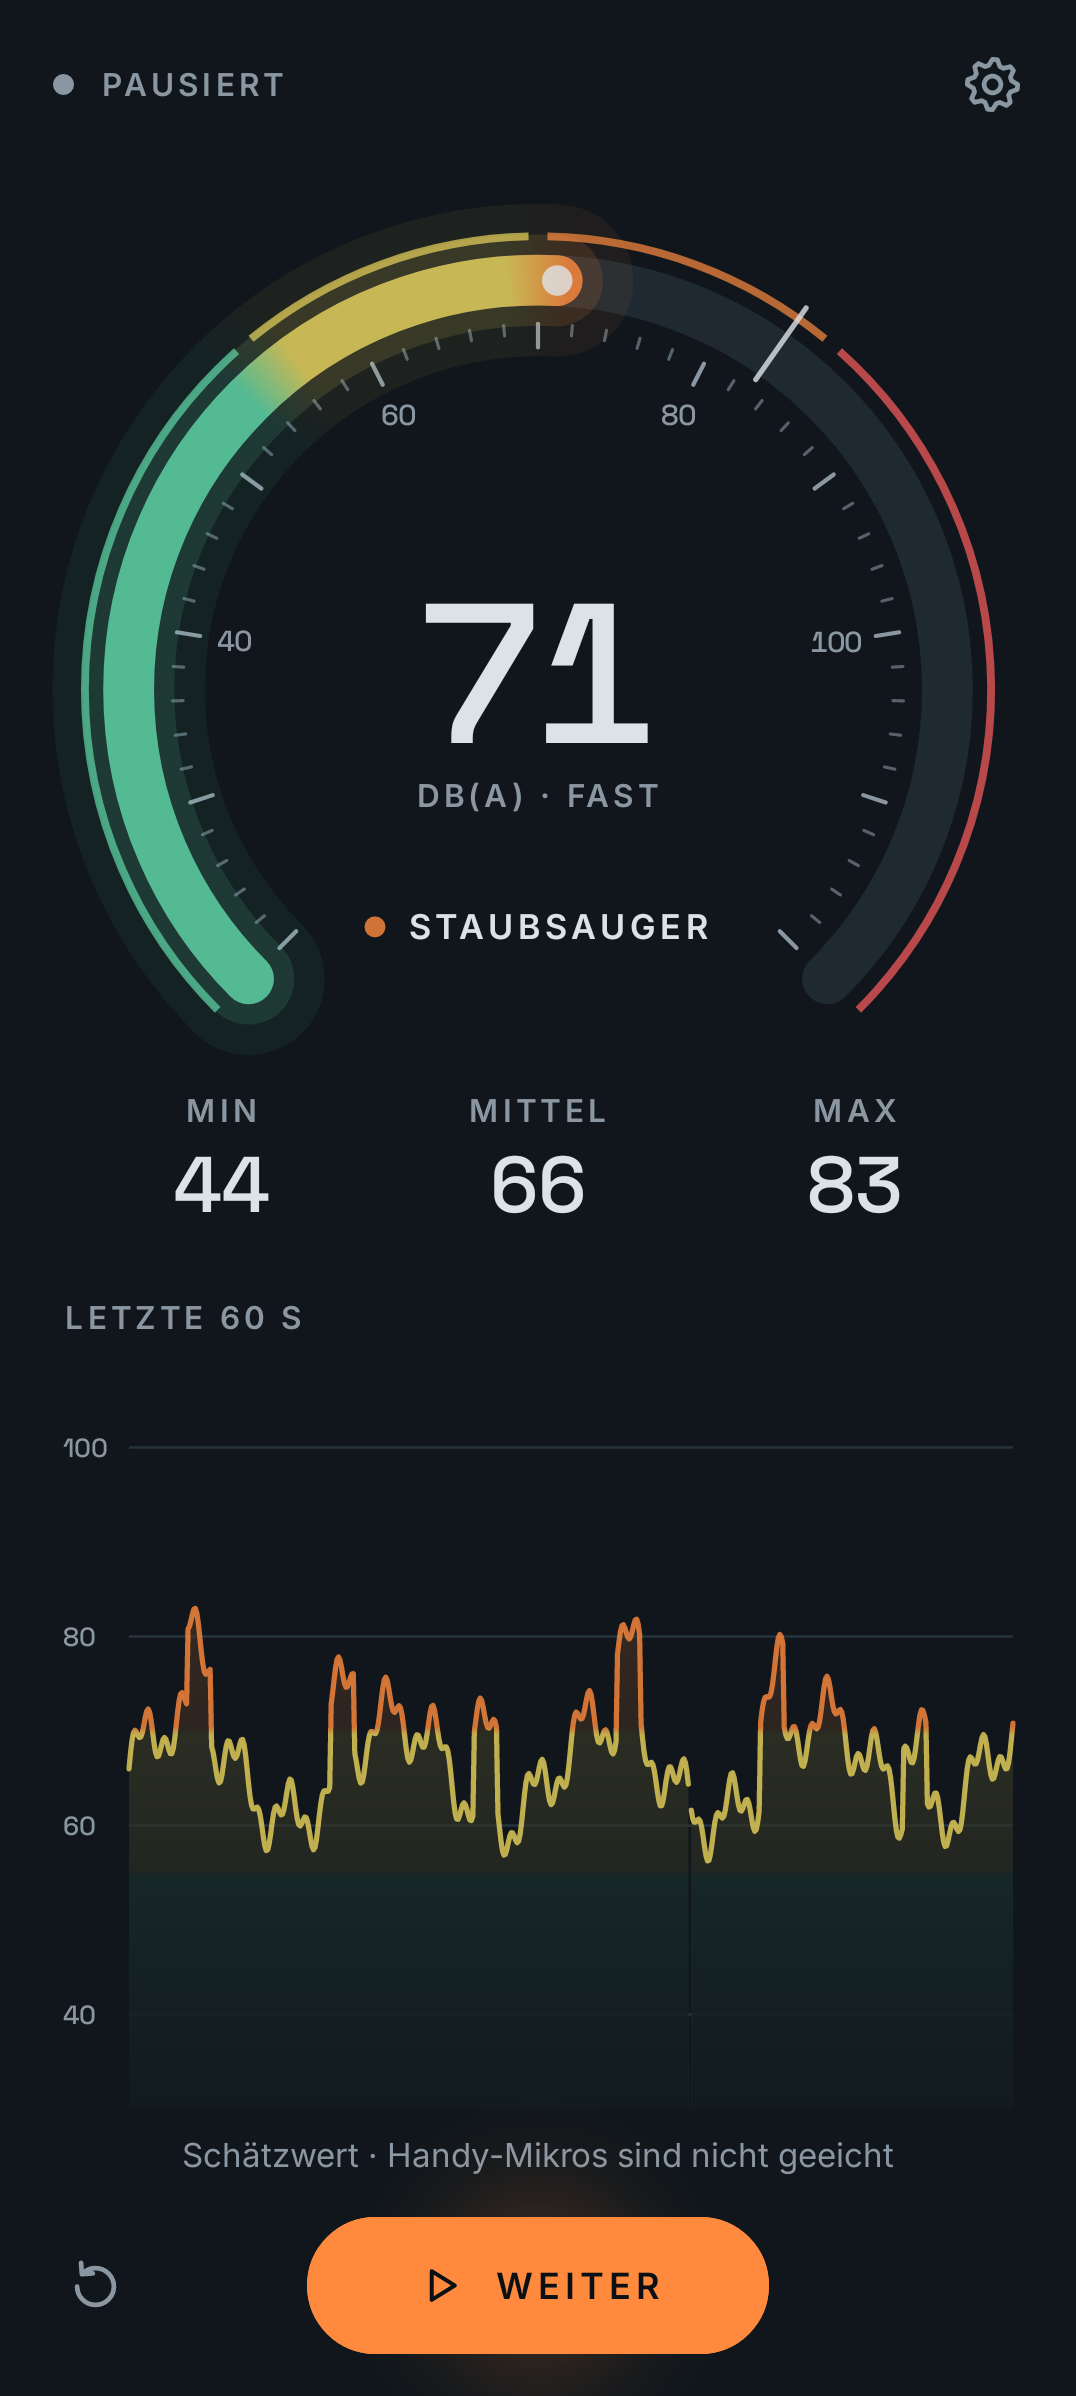 PAUSIERT
60
80
40
100
71
DB(A) · FAST
STAUBSAUGER
MIN
MITTEL
MAX
44
66
83
LETZTE 60 S
100
80
60
40
Schätzwert · Handy-Mikros sind nicht geeicht
WEITER